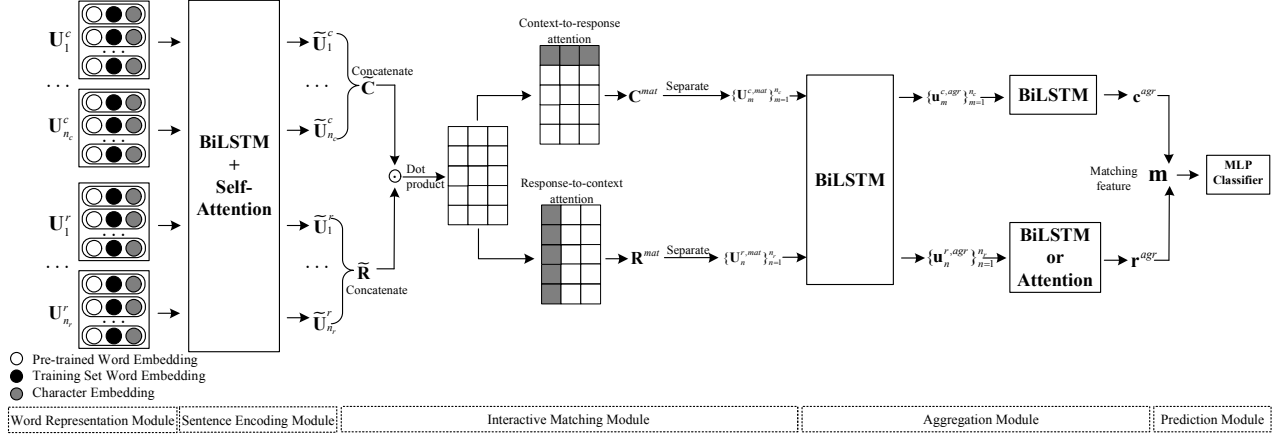 U_1^c
. . .
U_{n_c}^c
U_1^r
. . .
U_{n_r}^r
BiLSTM
+
Self-
Attention
Ũ_1^c
. . .
Ũ_{n_c}^c
Ũ_1^r
. . .
Ũ_{n_r}^r
Concatenate
C̃
R̃
Concatenate
Dot
product
Context-to-response
attention
Response-to-context
attention
C^{mat}
Separate
{U_m^{c,mat}}_{m=1}^{n_c}
R^{mat}
Separate
{U_n^{r,mat}}_{n=1}^{n_r}
BiLSTM
{u_m^{c,agr}}_{m=1}^{n_c}
BiLSTM
c^{agr}
{u_n^{r,agr}}_{n=1}^{n_r}
BiLSTM
or
Attention
r^{agr}
Matching
feature
m
MLP
Classifier
Pre-trained Word Embedding
Training Set Word Embedding
Character Embedding
Word Representation Module
Sentence Encoding Module
Interactive Matching Module
Aggregation Module
Prediction Module